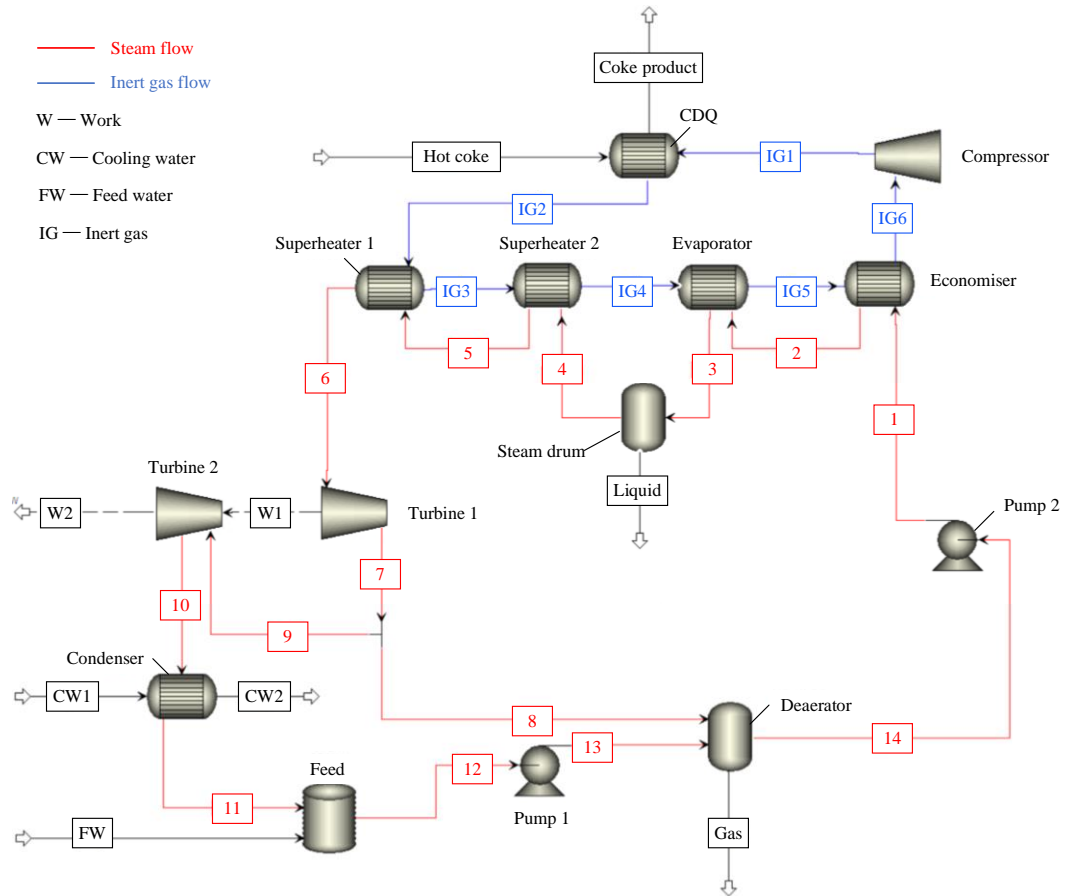 Steam flow
Inert gas flow
W — Work
CW — Cooling water
FW — Feed water
IG — Inert gas
Coke product
CDQ
Hot coke
IG1
Compressor
IG2
IG6
Superheater 1
Superheater 2
Evaporator
Economiser
IG3
IG4
IG5
5
4
3
2
6
1
Steam drum
Liquid
Turbine 2
W2
W1
Turbine 1
Pump 2
7
10
9
Condenser
CW1
CW2
8
Deaerator
14
13
12
Feed
11
Pump 1
FW
Gas